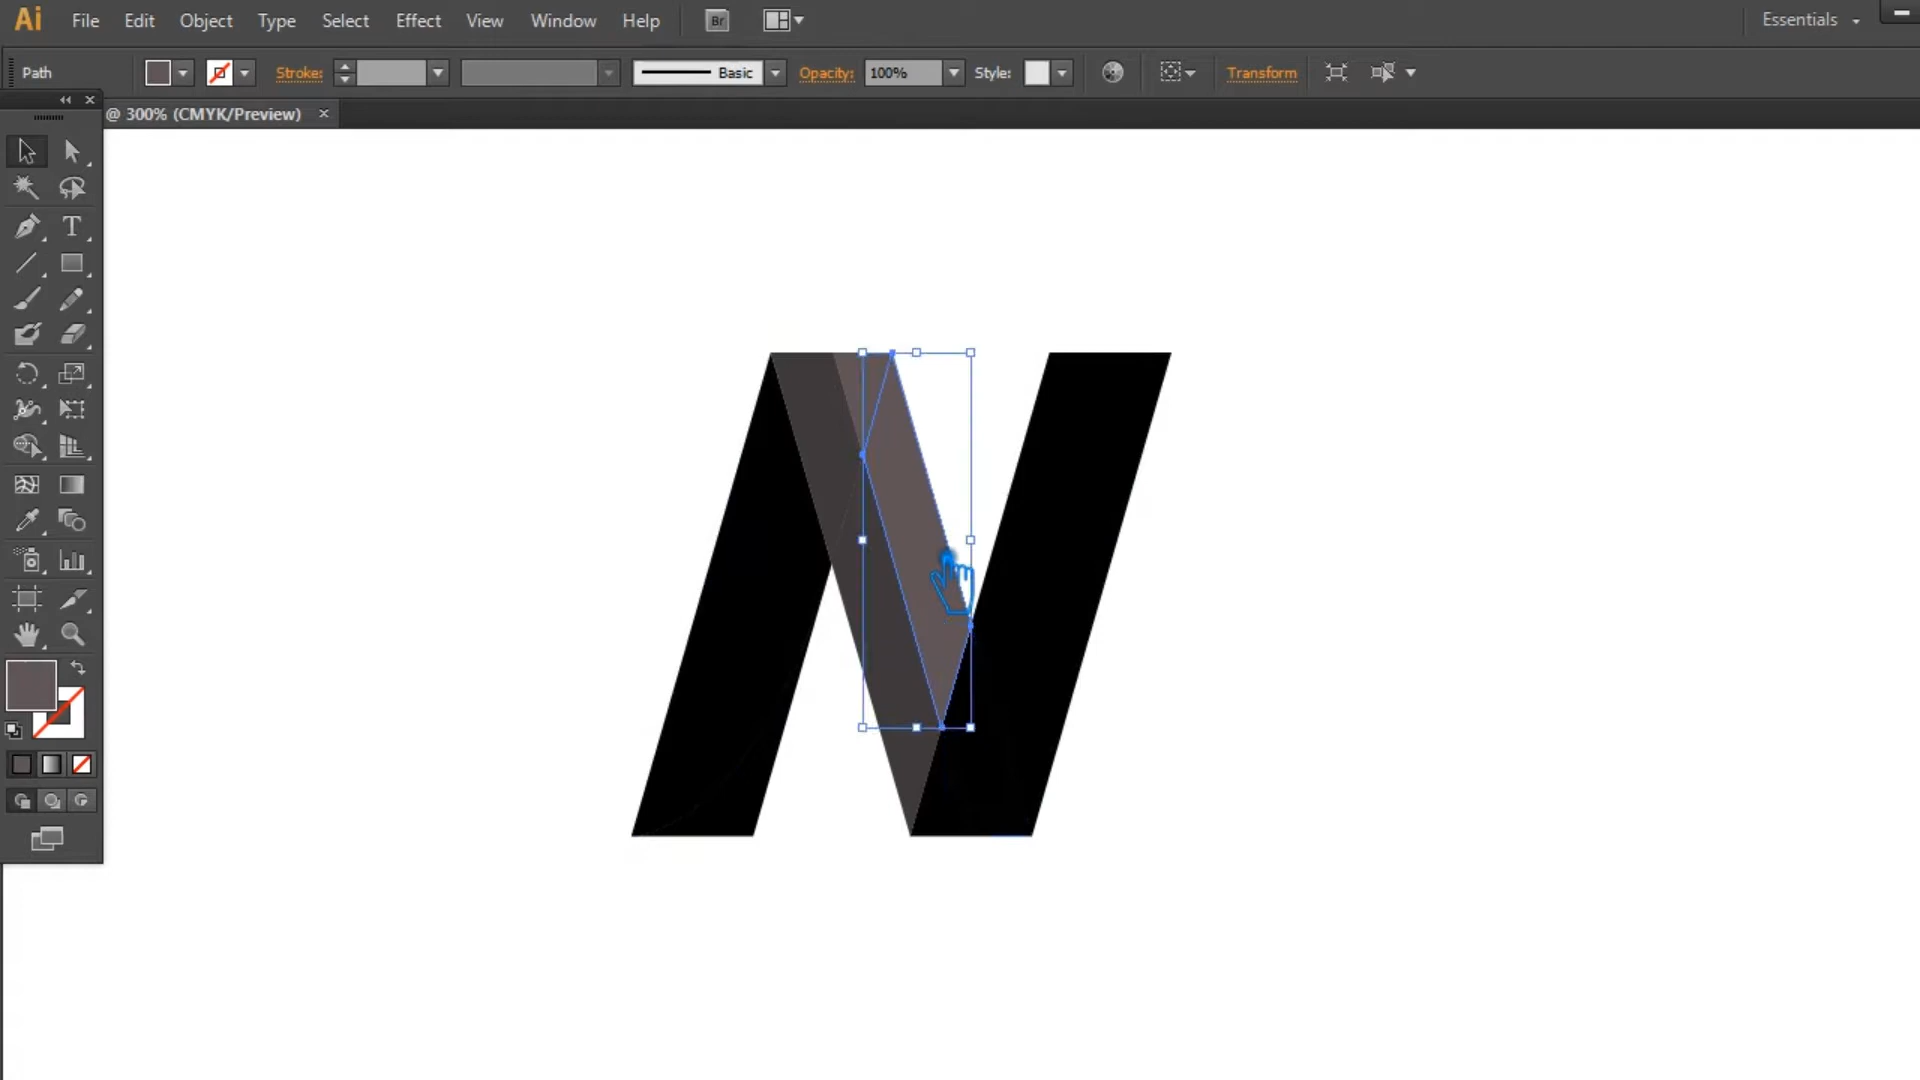 Ai File Edit Object Type Select Effect View Window Help Br Essentials
Path Stroke: Basic Opacity: 100% Style: Transform
@ 300% (CMYK/Preview) ×
T
N